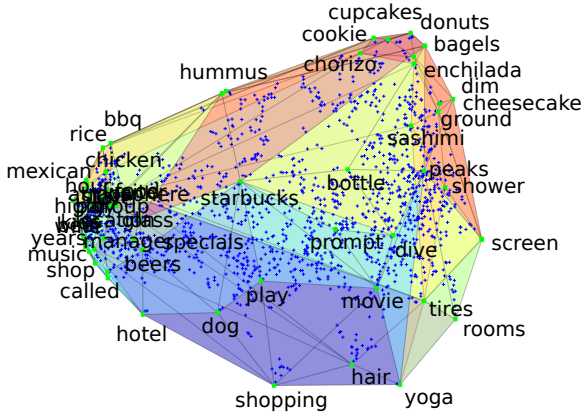 cupcakes
donuts
cookie
bagels
chorizo
enchilada
hummus
dim
cheesecake
bbq
ground
rice
sashimi
chicken
mexican
peaks
bottle
shower
starbucks
years
manager
specials
prompt
dive
screen
music
beers
shop
called
play
movie
tires
hotel
dog
rooms
hair
shopping
yoga